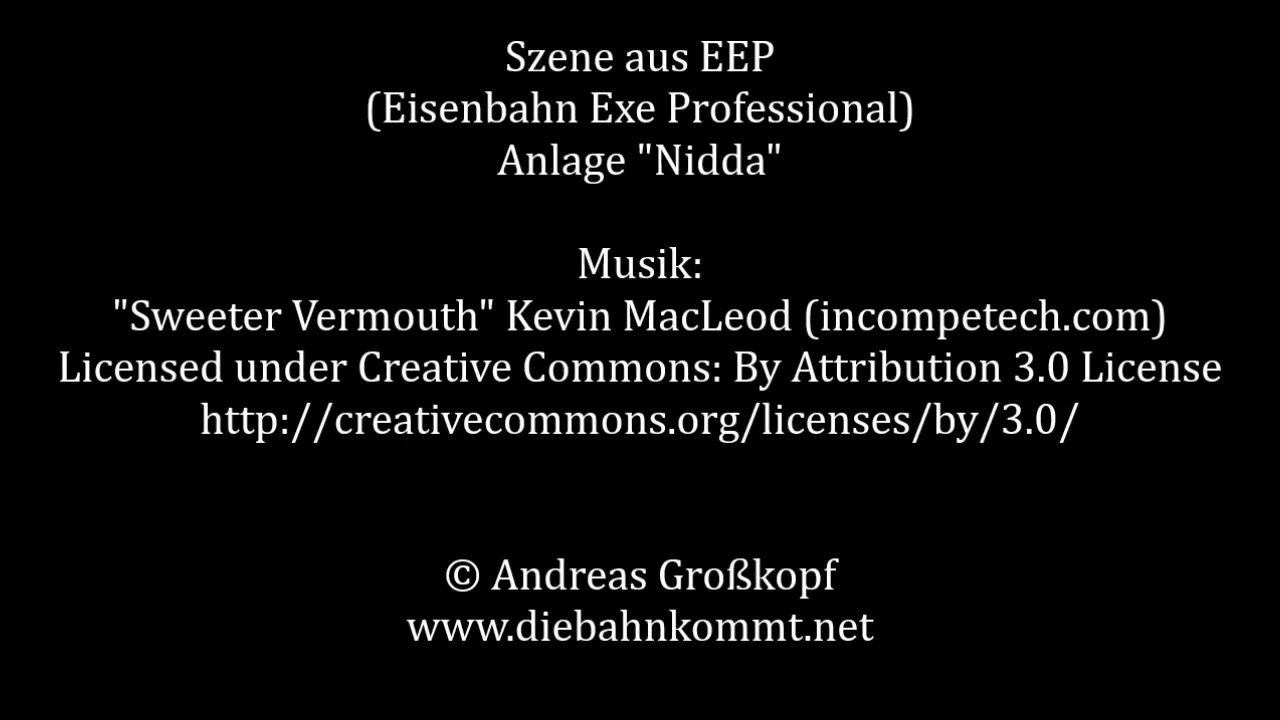 Szene aus EEP
(Eisenbahn Exe Professional)
Anlage "Nidda"
Musik:
"Sweeter Vermouth" Kevin MacLeod (incompetech.com)
Licensed under Creative Commons: By Attribution 3.0 License
http://creativecommons.org/licenses/by/3.0/
© Andreas Großkopf
www.diebahnkommt.net